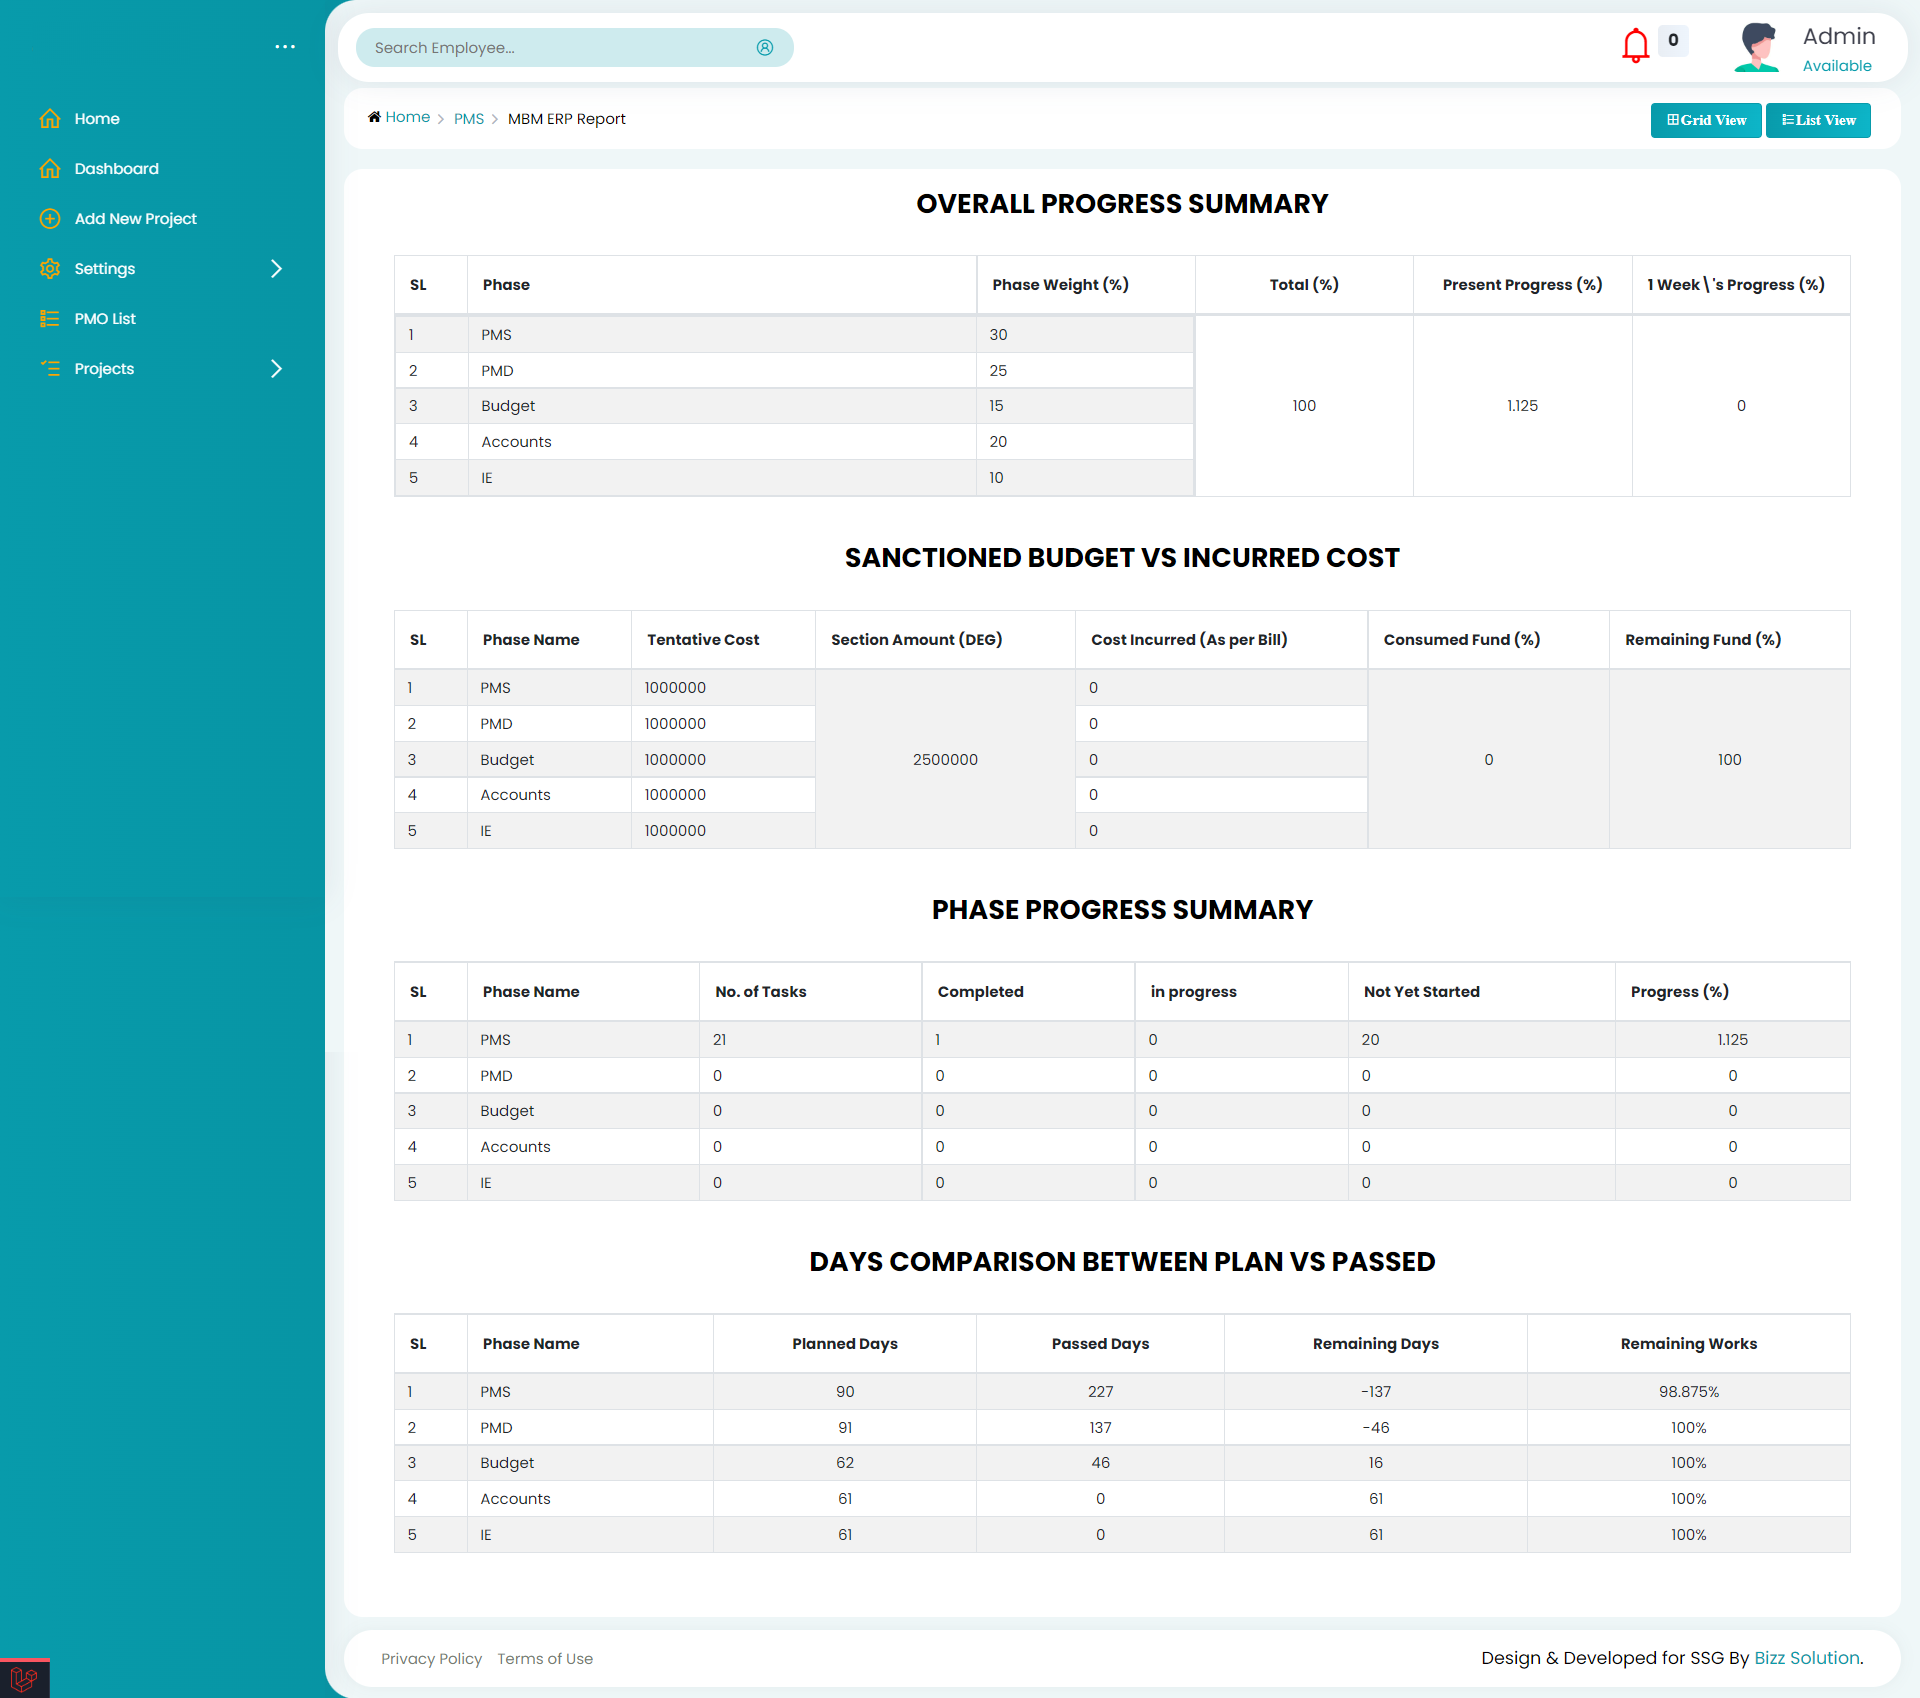 ...
Search Employee...
0
Admin
Available
Home
Dashboard
Add New Project
Settings
PMO List
Projects
Home > PMS > MBM ERP Report
Grid View
List View
OVERALL PROGRESS SUMMARY
SL Phase Phase Weight (%) Total (%) Present Progress (%) 1 Week\'s Progress (%)
1 PMS 30
2 PMD 25
3 Budget 15 100 1.125 0
4 Accounts 20
5 IE 10
SANCTIONED BUDGET VS INCURRED COST
SL Phase Name Tentative Cost Section Amount (DEG) Cost Incurred (As per Bill) Consumed Fund (%) Remaining Fund (%)
1 PMS 1000000 0
2 PMD 1000000 0
3 Budget 1000000 2500000 0 0 100
4 Accounts 1000000 0
5 IE 1000000 0
PHASE PROGRESS SUMMARY
SL Phase Name No. of Tasks Completed in progress Not Yet Started Progress (%)
1 PMS 21 1 0 20 1.125
2 PMD 0 0 0 0 0
3 Budget 0 0 0 0 0
4 Accounts 0 0 0 0 0
5 IE 0 0 0 0 0
DAYS COMPARISON BETWEEN PLAN VS PASSED
SL Phase Name Planned Days Passed Days Remaining Days Remaining Works
1 PMS 90 227 -137 98.875%
2 PMD 91 137 -46 100%
3 Budget 62 46 16 100%
4 Accounts 61 0 61 100%
5 IE 61 0 61 100%
Privacy Policy Terms of Use
Design & Developed for SSG By Bizz Solution.